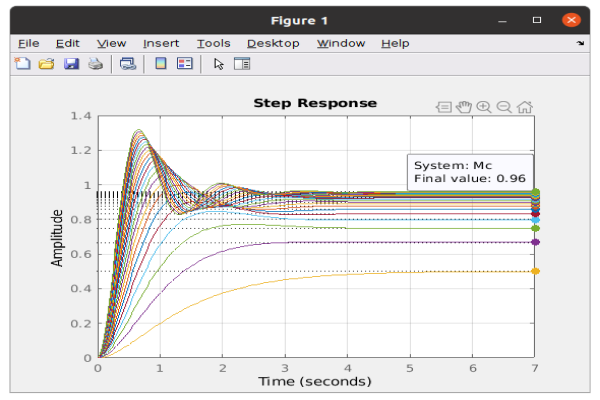 Figure 1
File Edit View Insert Tools Desktop Window Help
Step Response
System: Mc
Final value: 0.96
Amplitude
1.4
1.2
1
0.8
0.6
0.4
0.2
0
0 1 2 3 4 5 6 7
Time (seconds)